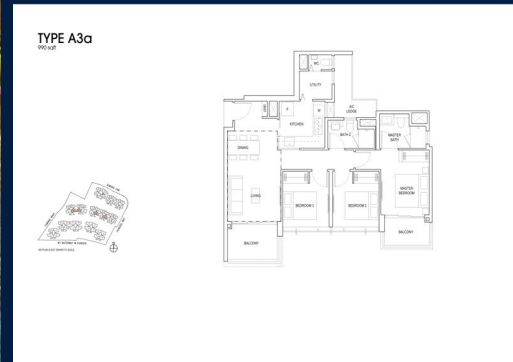 TYPE A3a
990 sqft
WC
UTILITY
A/C
LEDGE
F
KITCHEN
W
BATH 2
MASTER
BATH
DINING
LIVING
BEDROOM 3
BEDROOM 2
MASTER
BEDROOM
BALCONY
BALCONY